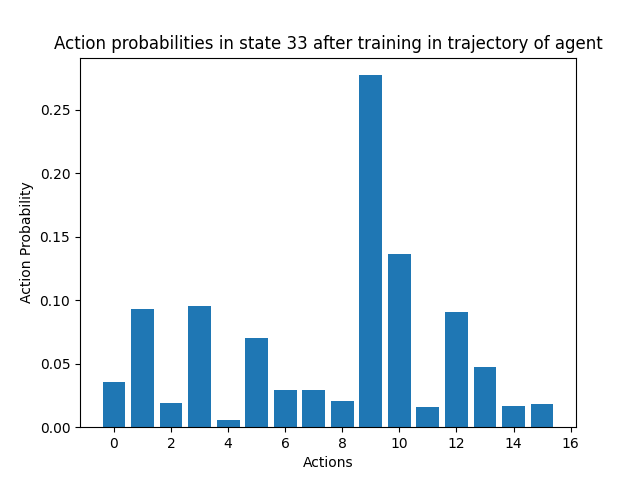 Action probabilities in state 33 after training in trajectory of agent
Action Probability
0.25
0.20
0.15
0.10
0.05
0.00
0 2 4 6 8 10 12 14 16
Actions